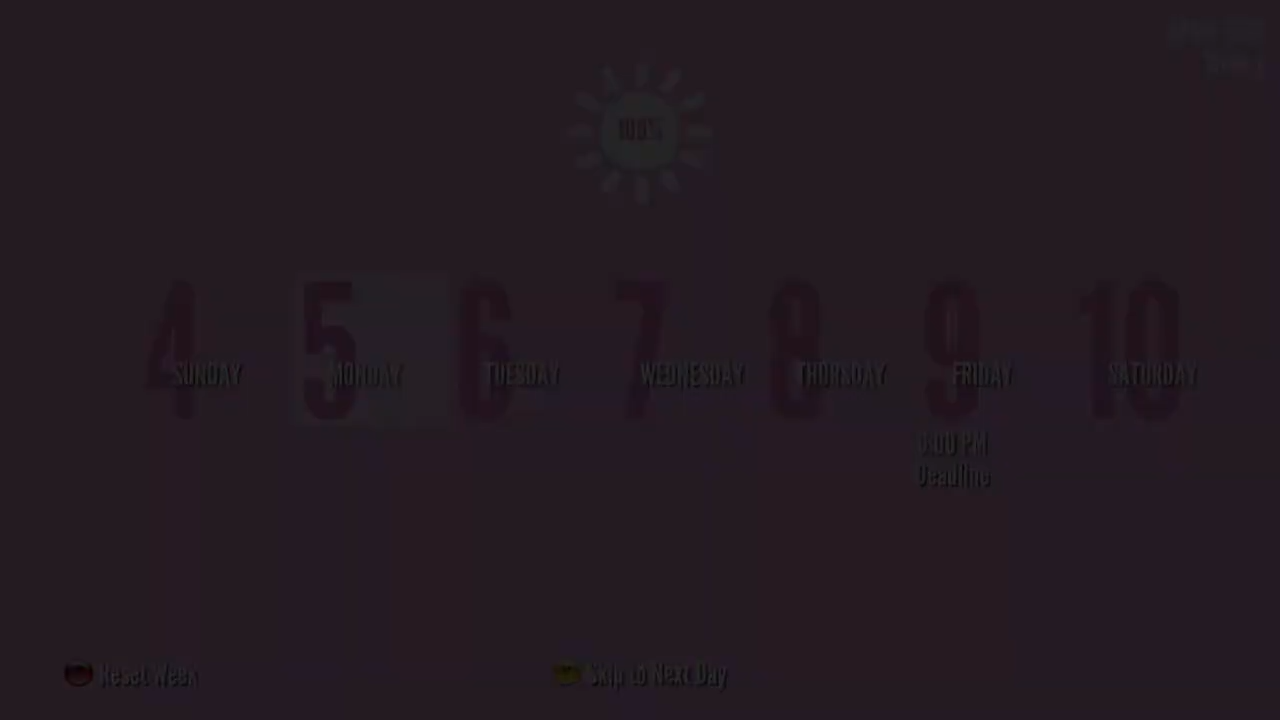 100%
4 5 6 7 8 9 10
SUNDAY MONDAY TUESDAY WEDNESDAY THURSDAY FRIDAY SATURDAY
PM
Deadline
Reset Week Skip to Next Day